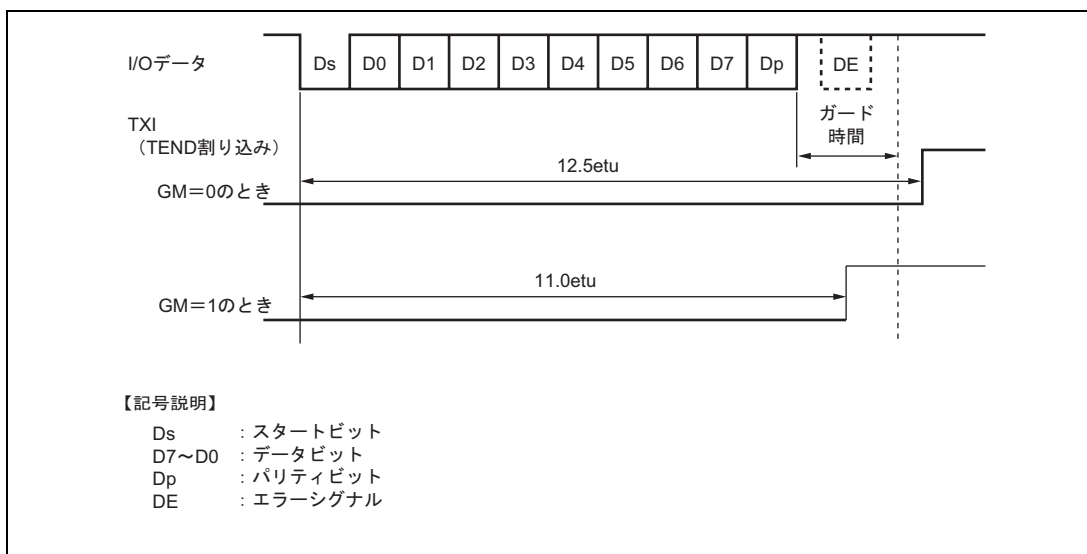 I/Oデータ Ds D0 D1 D2 D3 D4 D5 D6 D7 Dp DE
ガード
時間
TXI
（TEND割り込み）
12.5etu
GM＝0のとき
11.0etu
GM＝1のとき
【記号説明】
Ds ：スタートビット
D7～D0 ：データビット
Dp ：パリティビット
DE ：エラーシグナル